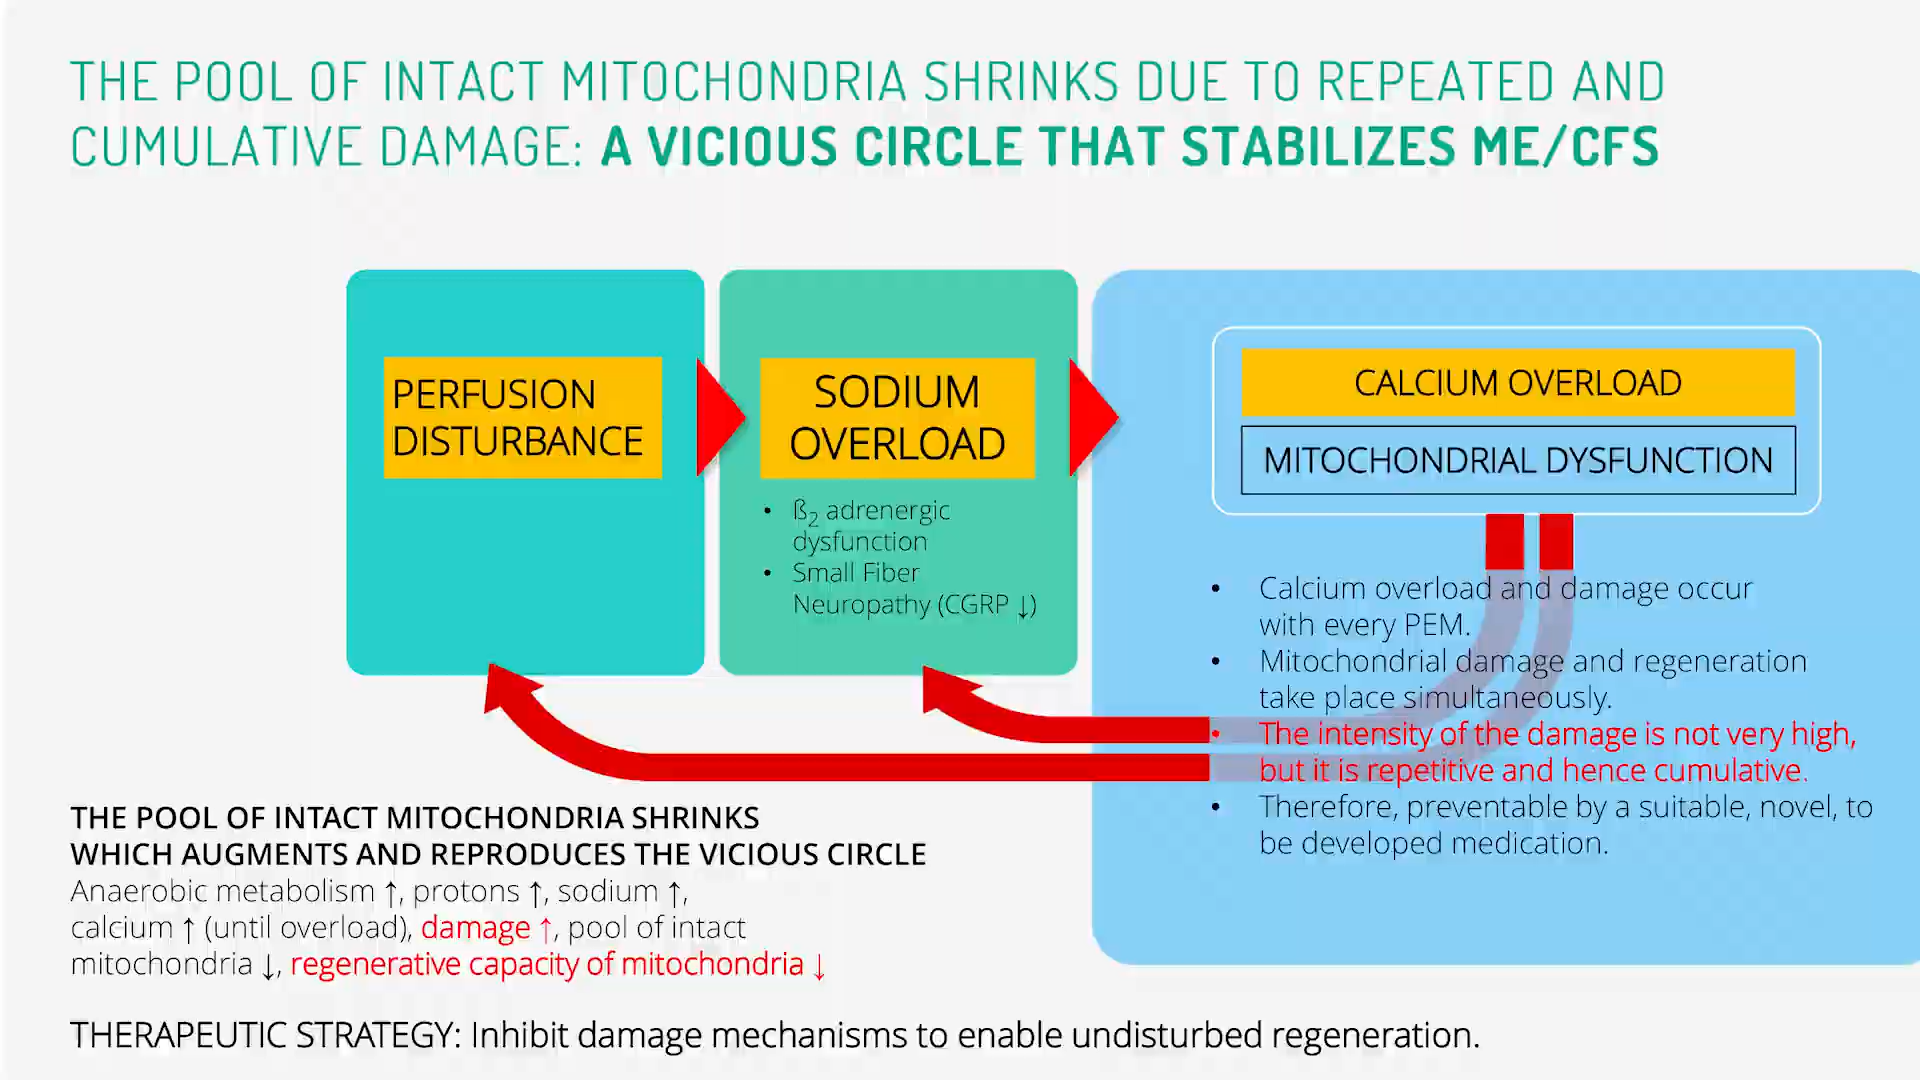 THE POOL OF INTACT MITOCHONDRIA SHRINKS DUE TO REPEATED AND
CUMULATIVE DAMAGE: A VICIOUS CIRCLE THAT STABILIZES ME/CFS
PERFUSION
DISTURBANCE
SODIUM
OVERLOAD
• ß2 adrenergic
dysfunction
• Small Fiber
Neuropathy (CGRP ↓)
CALCIUM OVERLOAD
MITOCHONDRIAL DYSFUNCTION
• Calcium overload and damage occur
with every PEM.
• Mitochondrial damage and regeneration
take place simultaneously.
• The intensity of the damage is not very high,
but it is repetitive and hence cumulative.
• Therefore, preventable by a suitable, novel, to
be developed medication.
THE POOL OF INTACT MITOCHONDRIA SHRINKS
WHICH AUGMENTS AND REPRODUCES THE VICIOUS CIRCLE
Anaerobic metabolism ↑, protons ↑, sodium ↑,
calcium ↑ (until overload), damage ↑, pool of intact
mitochondria ↓, regenerative capacity of mitochondria ↓
THERAPEUTIC STRATEGY: Inhibit damage mechanisms to enable undisturbed regeneration.